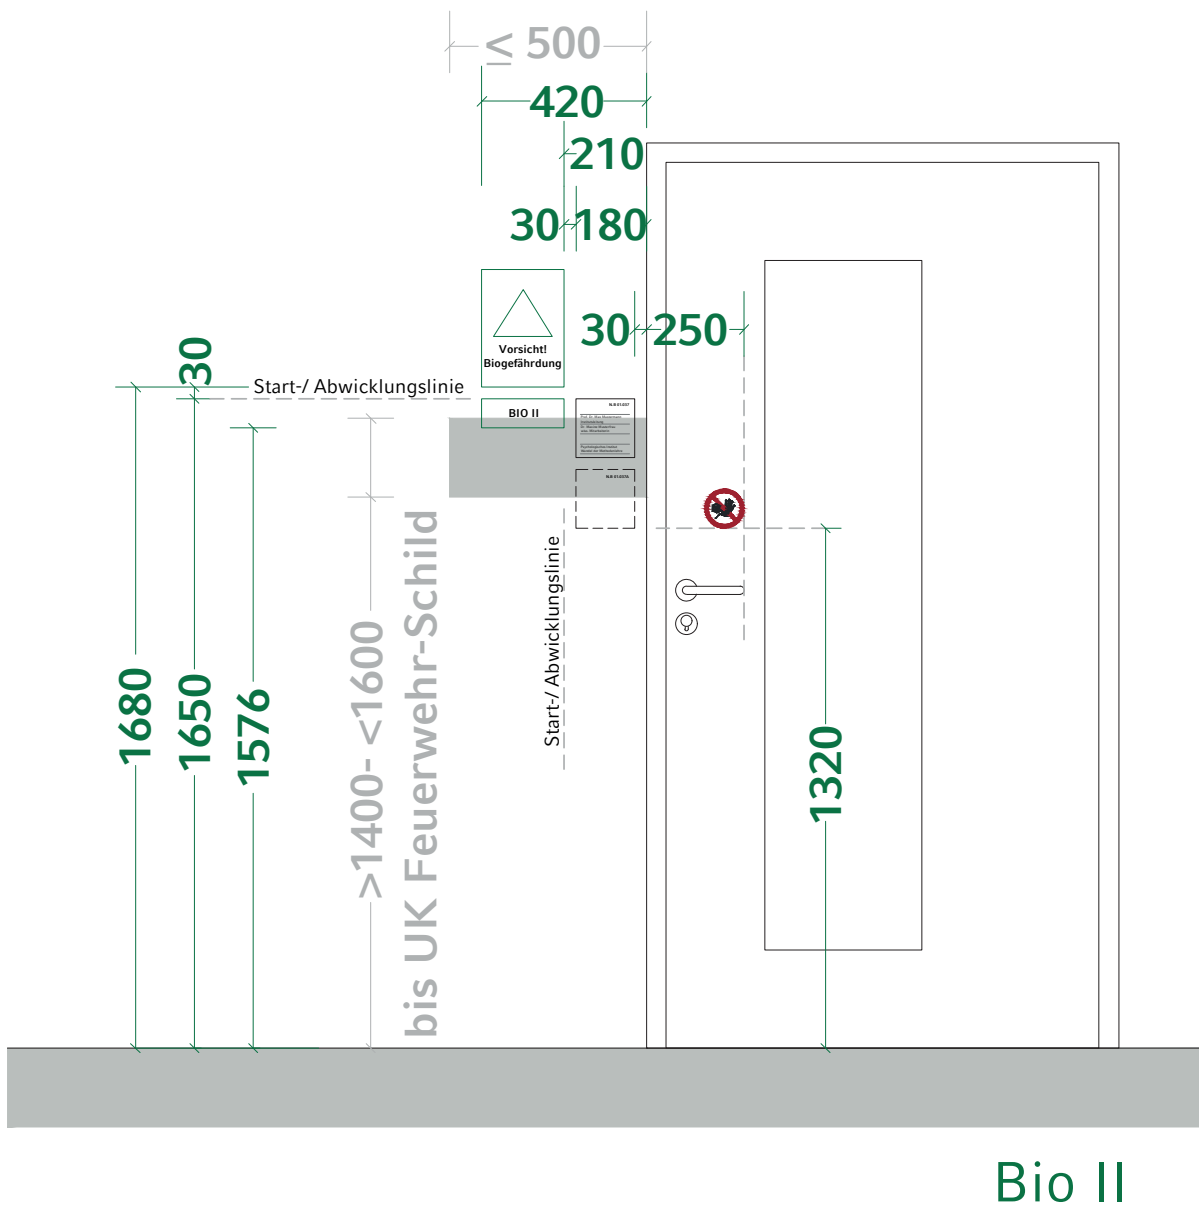 ≤ 500
420
210
30 180
Vorsicht!
Biogefährdung
30 250
30
Start-/ Abwicklungslinie
BIO II
1680
1650
1576
>1400- <1600
bis UK Feuerwehr-Schild
Start-/ Abwicklungslinie
1320
Bio II